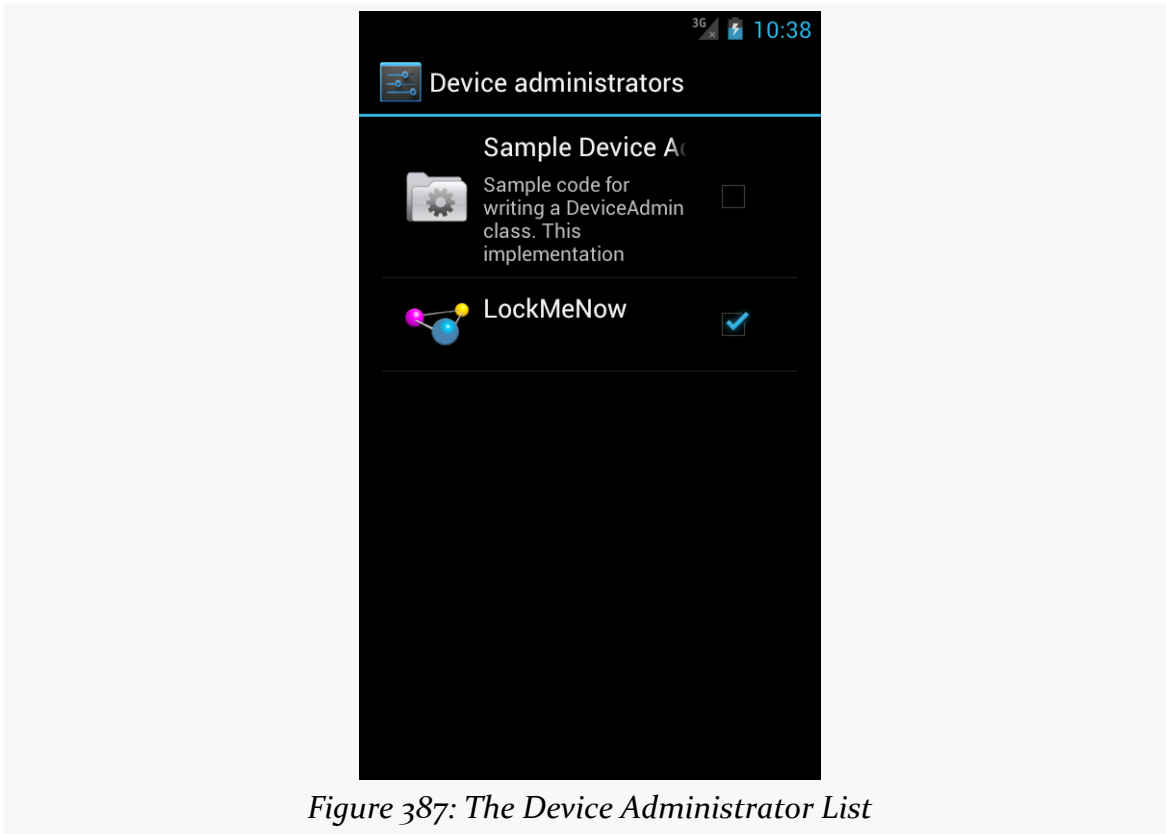 3G
10:38
Device administrators
Sample Device A
Sample code for
writing a DeviceAdmin
class. This
implementation
LockMeNow
Figure 387: The Device Administrator List